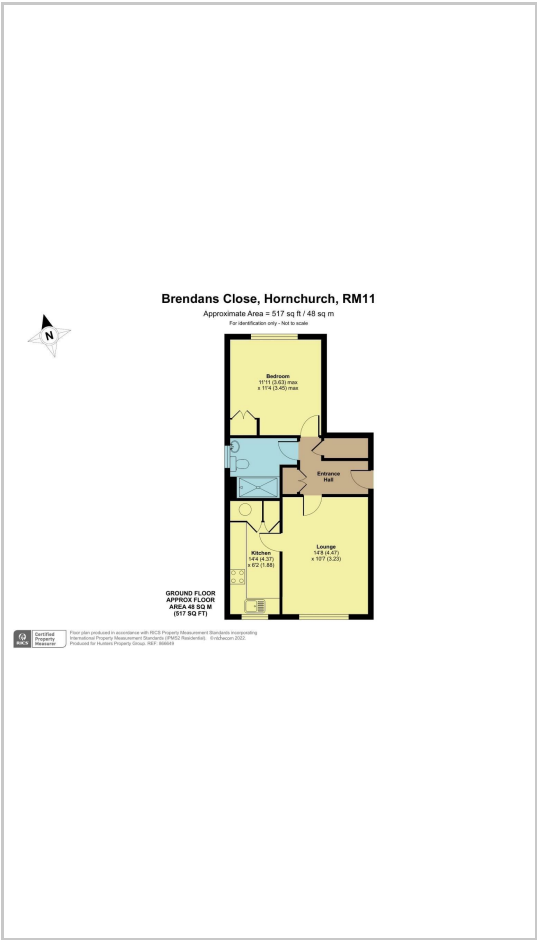 Brendans Close, Hornchurch, RM11
Approximate Area = 517 sq ft / 48 sq m
For identification only - Not to scale
N
Bedroom
11'11 (3.63) max
x 11'4 (3.45) max
Entrance
Hall
Lounge
14'8 (4.47)
x 10'7 (3.23)
Kitchen
14'4 (4.37)
x 6'2 (1.88)
GROUND FLOOR
APPROX FLOOR
AREA 48 SQ M
(517 SQ FT)
RICS
Certified
Property
Measurer
Floor plan produced in accordance with RICS Property Measurement Standards incorporating
International Property Measurement Standards (IPMS2 Residential). ©nichecom 2022.
Produced for Hunters Property Group. REF: